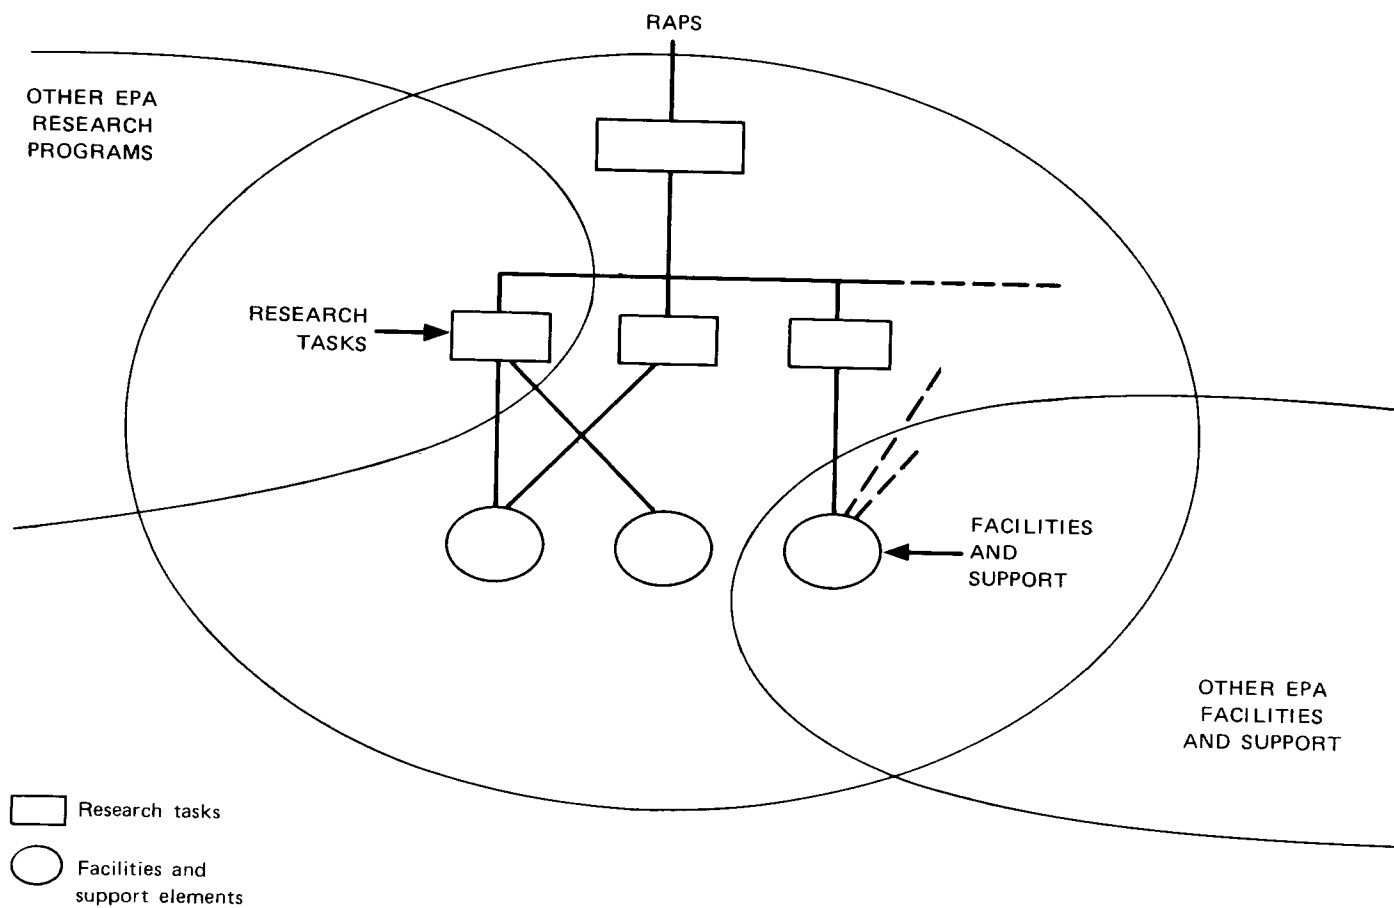 RAPS
OTHER EPA
RESEARCH
PROGRAMS
RESEARCH
TASKS
FACILITIES
AND
SUPPORT
OTHER EPA
FACILITIES
AND SUPPORT
Research tasks
Facilities and
support elements